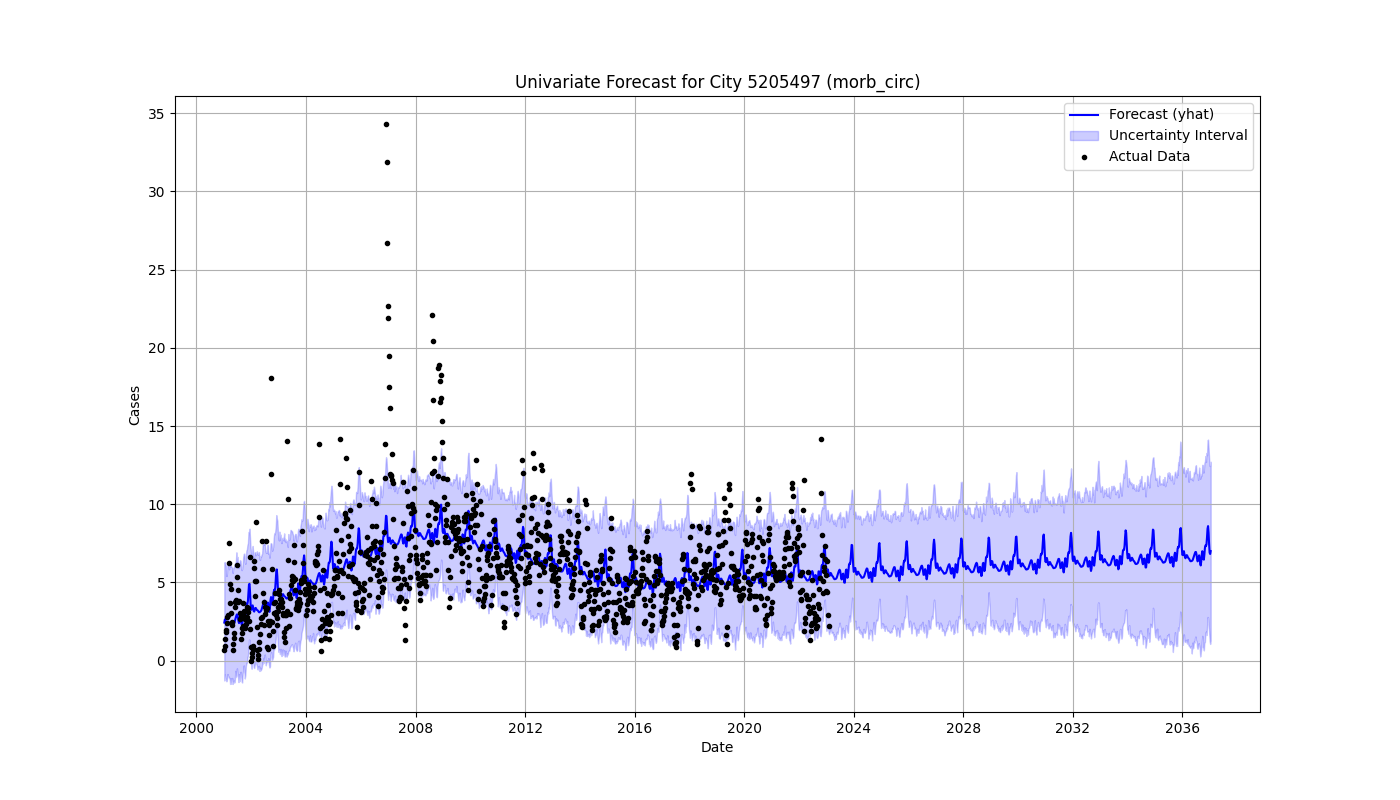 Univariate Forecast for City 5205497 (morb_circ)
Forecast (yhat)
Uncertainty Interval
Actual Data
Cases
35
30
25
20
15
10
5
0
2000 2004 2008 2012 2016 2020 2024 2028 2032 2036
Date